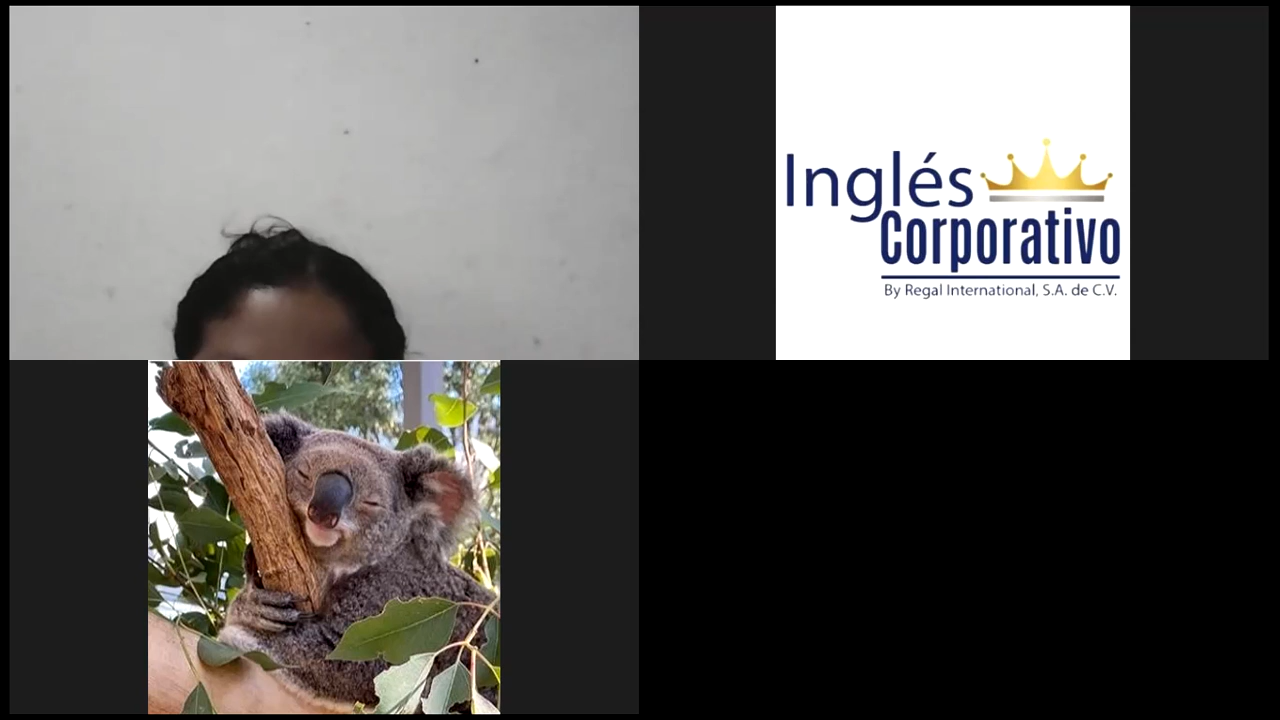 Inglés
Corporativo
By Regal International, S.A. de C.V.